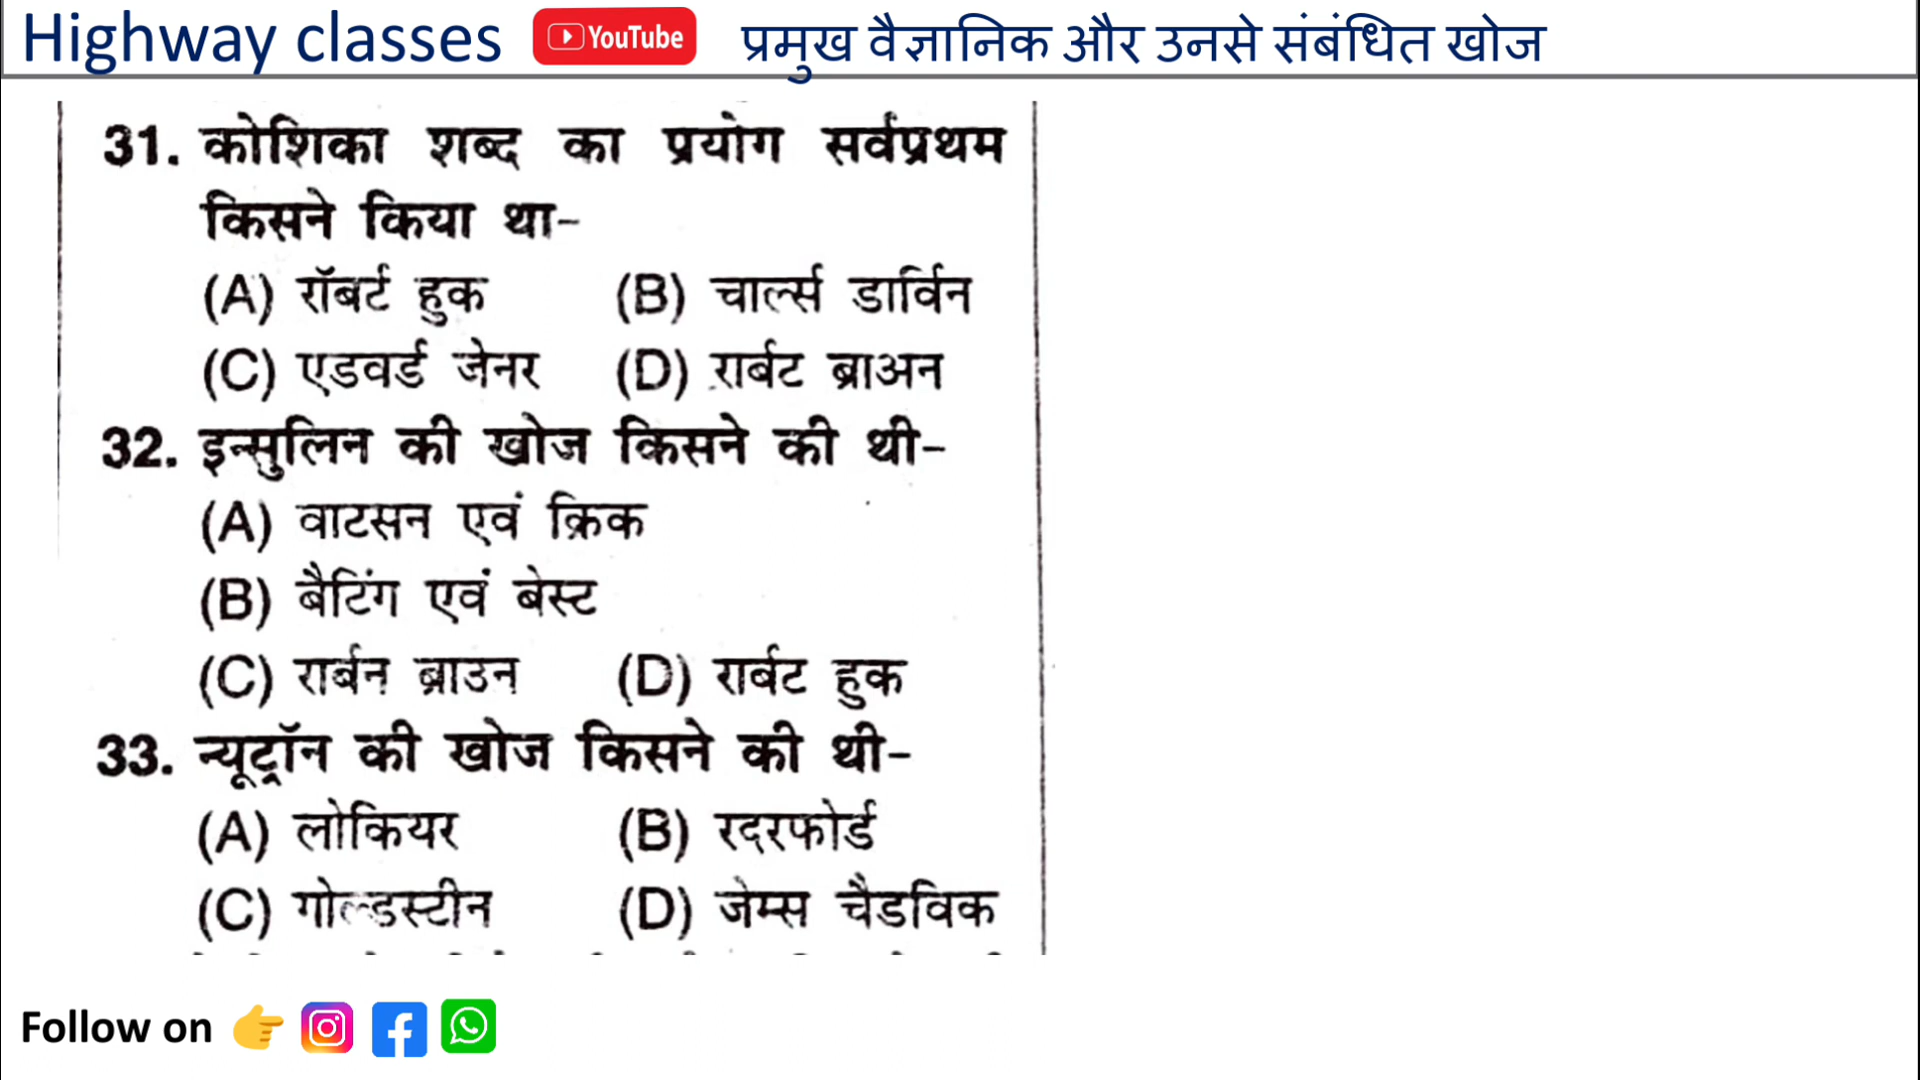 Highway classes YouTube प्रमुख वैज्ञानिक और उनसे संबंधित खोज
31. कोशिका शब्द का प्रयोग सर्वप्रथम
किसने किया था-
(A) रॉबर्ट हुक (B) चार्ल्स डार्विन
(C) एडवर्ड जेनर (D) रार्बट ब्राअन
32. इन्सुलिन की खोज किसने की थी-
(A) वाटसन एवं क्रिक
(B) बैटिंग एवं बेस्ट
(C) रार्बन ब्राउन (D) रार्बट हुक
33. न्यूट्रॉन की खोज किसने की थी-
(A) लोकियर (B) रदरफोर्ड
(C) गोल्डस्टीन (D) जेम्स चैडविक
Follow on